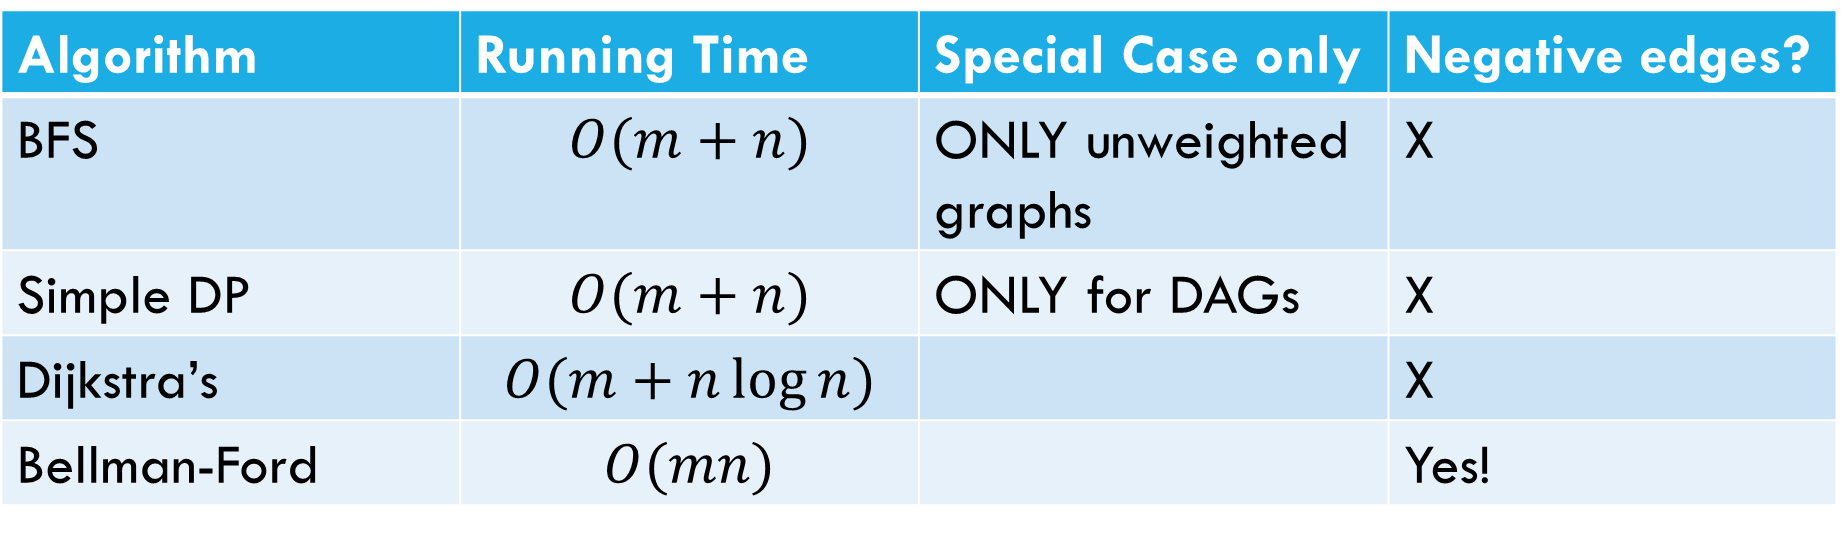 Algorithm Running Time Special Case only Negative edges?
BFS O(m + n) ONLY unweighted X
graphs
Simple DP O(m + n) ONLY for DAGs X
Dijkstra’s O(m + n log n) X
Bellman-Ford O(mn) Yes!